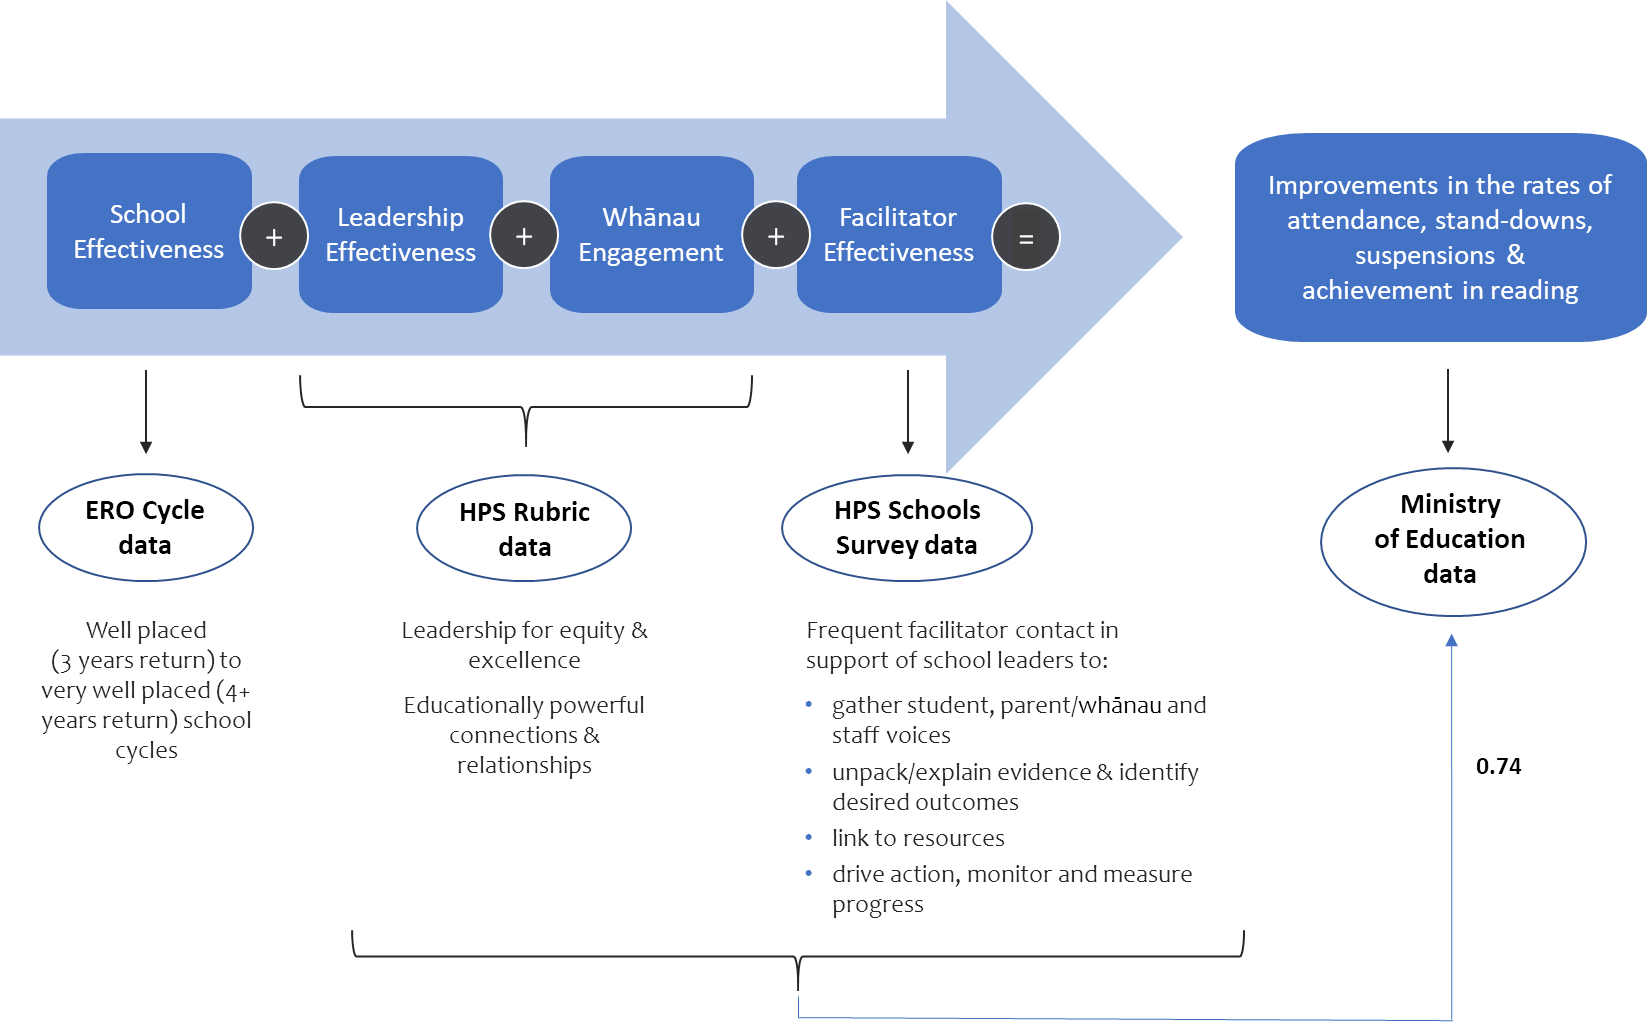 School
Effectiveness
+
Leadership
Effectiveness
+
Whānau
Engagement
+
Facilitator
Effectiveness
=
Improvements in the rates of
attendance, stand-downs,
suspensions &
achievement in reading
ERO Cycle
data
HPS Rubric
data
HPS Schools
Survey data
Ministry
of Education
data
Well placed
(3 years return) to
very well placed (4+
years return) school
cycles
Leadership for equity &
excellence
Educationally powerful
connections &
relationships
Frequent facilitator contact in
support of school leaders to:
• gather student, parent/whānau and
staff voices
• unpack/explain evidence & identify
desired outcomes
• link to resources
• drive action, monitor and measure
progress
0.74